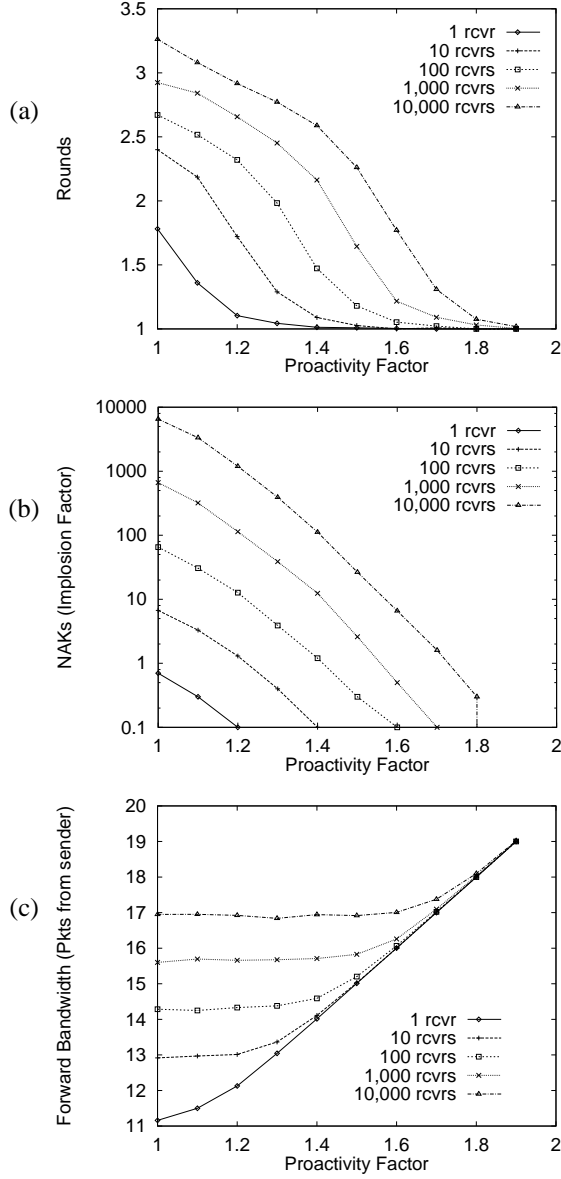 (a)
Rounds
3.5
3
2.5
2
1.5
1
1 rcvr
10 rcvrs
100 rcvrs
1,000 rcvrs
10,000 rcvrs
1 1.2 1.4 1.6 1.8 2
Proactivity Factor
(b)
NAKs (Implosion Factor)
10000
1000
100
10
1
0.1
1 rcvr
10 rcvrs
100 rcvrs
1,000 rcvrs
10,000 rcvrs
1 1.2 1.4 1.6 1.8 2
Proactivity Factor
(c)
Forward Bandwidth (Pkts from sender)
20
19
18
17
16
15
14
13
12
11
1 rcvr
10 rcvrs
100 rcvrs
1,000 rcvrs
10,000 rcvrs
1 1.2 1.4 1.6 1.8 2
Proactivity Factor